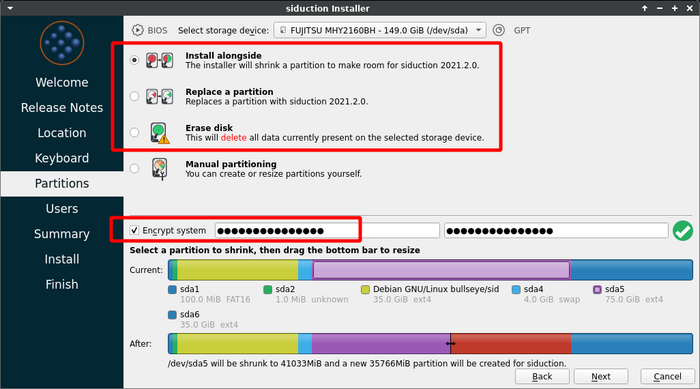 siduction Installer
BIOS Select storage device: FUJITSU MHY2160BH - 149.0 GiB (/dev/sda) GPT
Welcome
Release Notes
Location
Keyboard
Partitions
Users
Summary
Install
Finish
Install alongside
The installer will shrink a partition to make room for siduction 2021.2.0.
Replace a partition
Replaces a partition with siduction 2021.2.0.
Erase disk
This will delete all data currently present on the selected storage device.
Manual partitioning
You can create or resize partitions yourself.
Encrypt system ●●●●●●●●●●●●●●● ●●●●●●●●●●●●●●●
Select a partition to shrink, then drag the bottom bar to resize
Current:
sda1 sda2 Debian GNU/Linux bullseye/sid sda4 sda5
100.0 MiB FAT16 1.0 MiB unknown 35.0 GiB ext4 4.0 GiB swap 75.0 GiB ext4
sda6
35.0 GiB ext4
After:
/dev/sda5 will be shrunk to 41033MiB and a new 35766MiB partition will be created for siduction.
Back Next Cancel